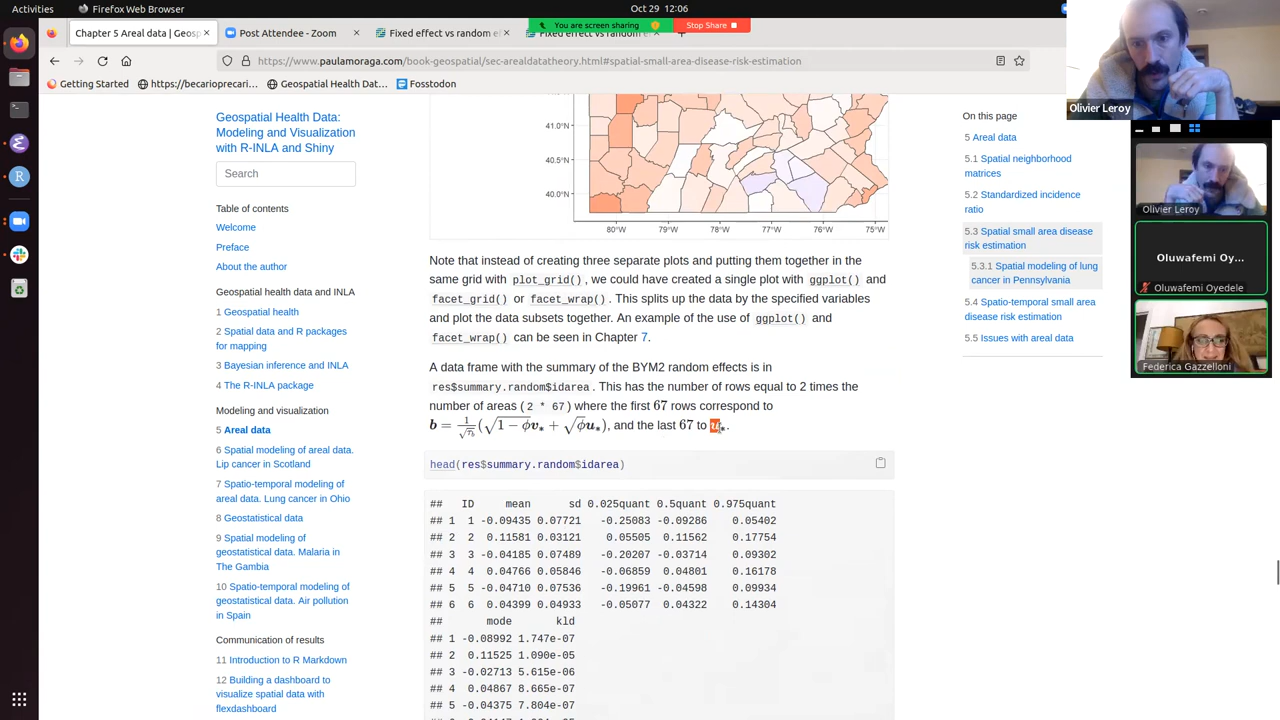 Activities
Firefox Web Browser
Oct 29 12:06
You are screen sharing
Stop Share
Chapter 5 Areal data | Geosp
Post Attendee - Zoom
Fixed effect vs random ef
Fixed effect vs random ef
https://www.paulamoraga.com/book-geospatial/sec-arealdatatheory.html#spatial-small-area-disease-risk-estimation
Getting Started
https://becarioprecari...
Geospatial Health Dat...
Fosstodon
Geospatial Health Data:
Modeling and Visualization
with R-INLA and Shiny
Search
Table of contents
Welcome
Preface
About the author
Geospatial health data and INLA
1 Geospatial health
2 Spatial data and R packages
for mapping
3 Bayesian inference and INLA
4 The R-INLA package
Modeling and visualization
5 Areal data
6 Spatial modeling of areal data.
Lip cancer in Scotland
7 Spatio-temporal modeling of
areal data. Lung cancer in Ohio
8 Geostatistical data
9 Spatial modeling of
geostatistical data. Malaria in
The Gambia
10 Spatio-temporal modeling of
geostatistical data. Air pollution
in Spain
Communication of results
11 Introduction to R Markdown
12 Building a dashboard to
visualize spatial data with
flexdashboard
41.0°N
40.5°N
40.0°N
80°W 79°W 78°W 77°W 76°W 75°W
Note that instead of creating three separate plots and putting them together in the
same grid with plot_grid(), we could have created a single plot with ggplot() and
facet_grid() or facet_wrap(). This splits up the data by the specified variables
and plot the data subsets together. An example of the use of ggplot() and
facet_wrap() can be seen in Chapter 7.
A data frame with the summary of the BYM2 random effects is in
res$summary.random$idarea. This has the number of rows equal to 2 times the
number of areas (2 * 67) where the first 67 rows correspond to
b = 1/√τb (√1 − ϕ v* + √ϕ u*), and the last 67 to u*.
head(res$summary.random$idarea)
## ID mean sd 0.025quant 0.5quant 0.975quant
## 1 1 -0.09435 0.07721 -0.25083 -0.09286 0.05402
## 2 2 0.11581 0.03121 0.05505 0.11562 0.17754
## 3 3 -0.04185 0.07489 -0.20207 -0.03714 0.09302
## 4 4 0.04766 0.05846 -0.06859 0.04801 0.16178
## 5 5 -0.04710 0.07536 -0.19961 -0.04598 0.09934
## 6 6 0.04399 0.04933 -0.05077 0.04322 0.14304
## mode kld
## 1 -0.08992 1.747e-07
## 2 0.11525 1.090e-05
## 3 -0.02713 5.615e-06
## 4 0.04867 8.665e-07
## 5 -0.04375 7.804e-07
On this page
5 Areal data
5.1 Spatial neighborhood
matrices
5.2 Standardized incidence
ratio
5.3 Spatial small area disease
risk estimation
5.3.1 Spatial modeling of lung
cancer in Pennsylvania
5.4 Spatio-temporal small area
disease risk estimation
5.5 Issues with areal data
Olivier Leroy
Olivier Leroy
Oluwafemi Oy...
Oluwafemi Oyedele
Federica Gazzelloni